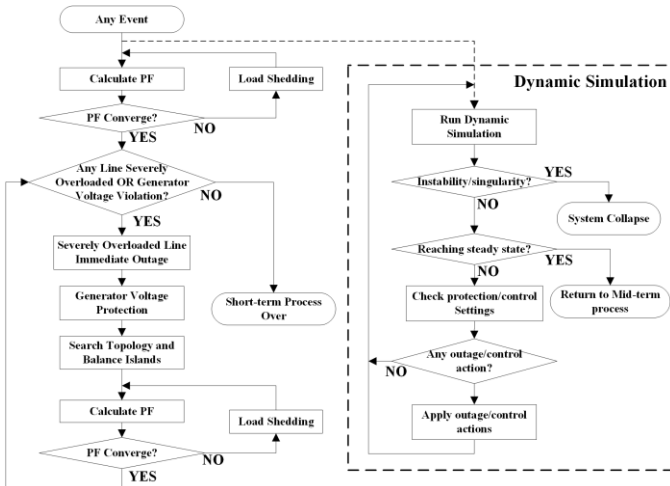 Any Event
Calculate PF
Load Shedding
PF Converge?
NO
YES
Any Line Severely
Overloaded OR Generator
Voltage Violation?
NO
YES
Severely Overloaded Line
Immediate Outage
Generator Voltage
Protection
Short-term Process
Over
Search Topology and
Balance Islands
Calculate PF
Load Shedding
PF Converge?
NO
YES
Dynamic Simulation
Run Dynamic
Simulation
Instability/singularity?
YES
NO
System Collapse
Reaching steady state?
YES
NO
Check protection/control
Settings
Return to Mid-term
process
Any outage/control
action?
NO
YES
Apply outage/control
actions